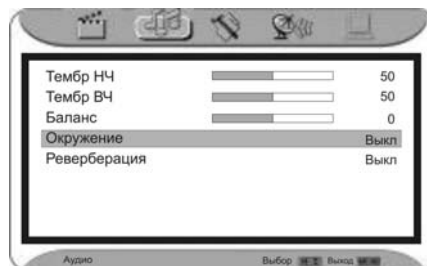 Тембр НЧ 50
Тембр ВЧ 50
Баланс 0
Окружение Выкл
Реверберация Выкл
Аудио Выбор Выход